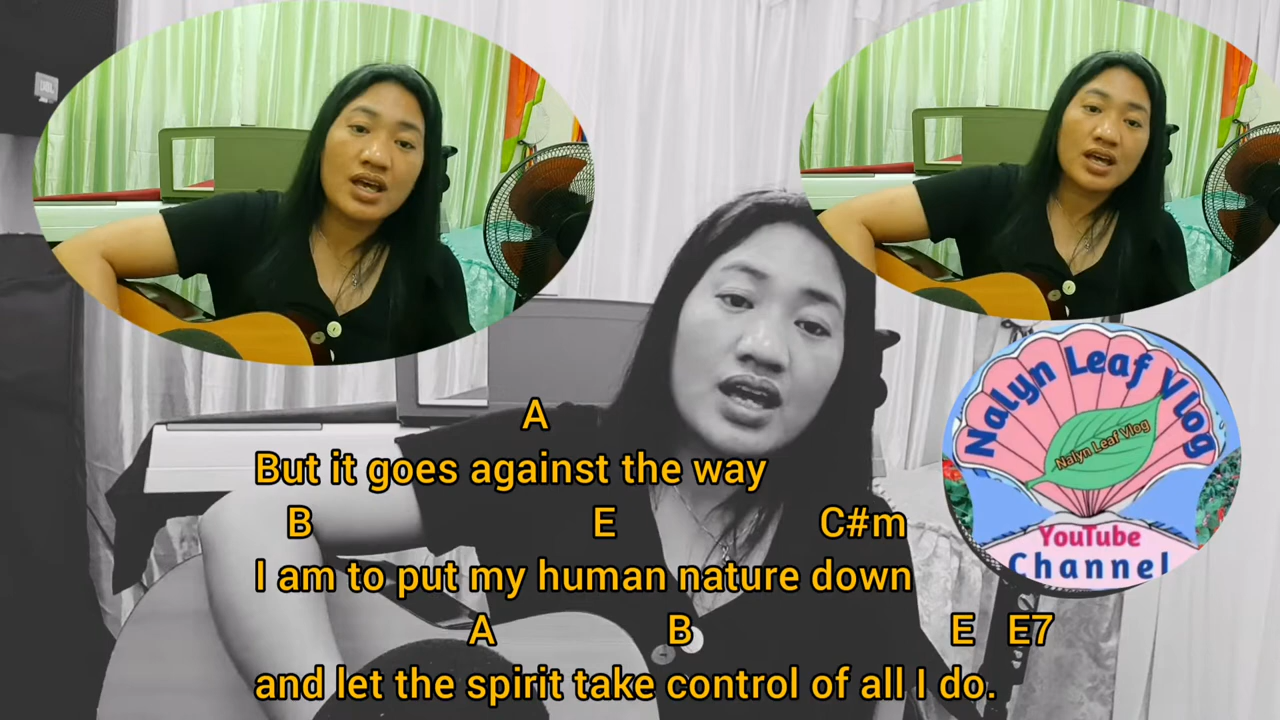 JBL
Nalyn Leaf Vlog
Nalyn Leaf Vlog
YouTube
Channel
A
But it goes against the way
B E C#m
I am to put my human nature down
A B E E7
and let the spirit take control of all I do.